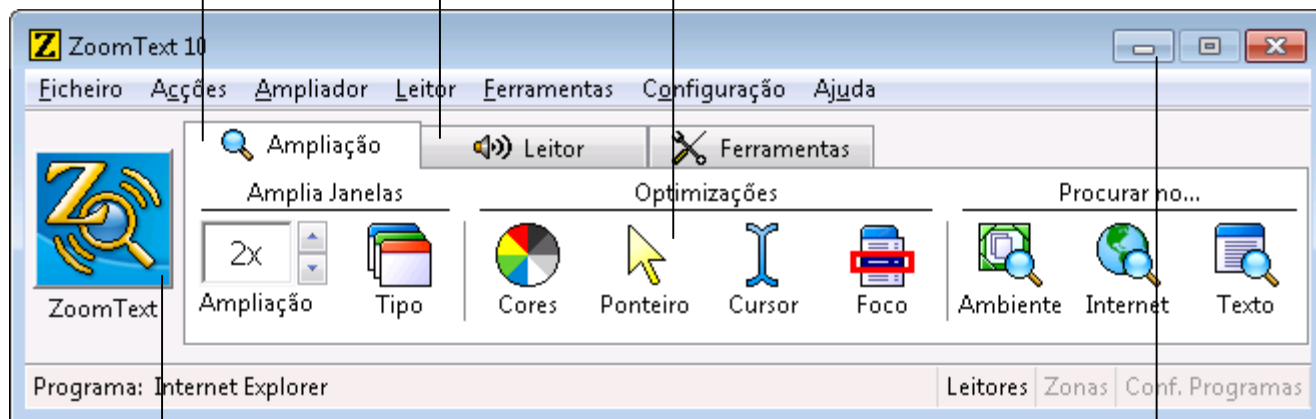 ZoomText 10
Ficheiro Acções Ampliador Leitor Ferramentas Configuração Ajuda
Ampliação Leitor Ferramentas
Amplia Janelas Optimizações Procurar no...
2x
Ampliação Tipo Cores Ponteiro Cursor Foco Ambiente Internet Texto
ZoomText
Programa: Internet Explorer Leitores Zonas Conf. Programas